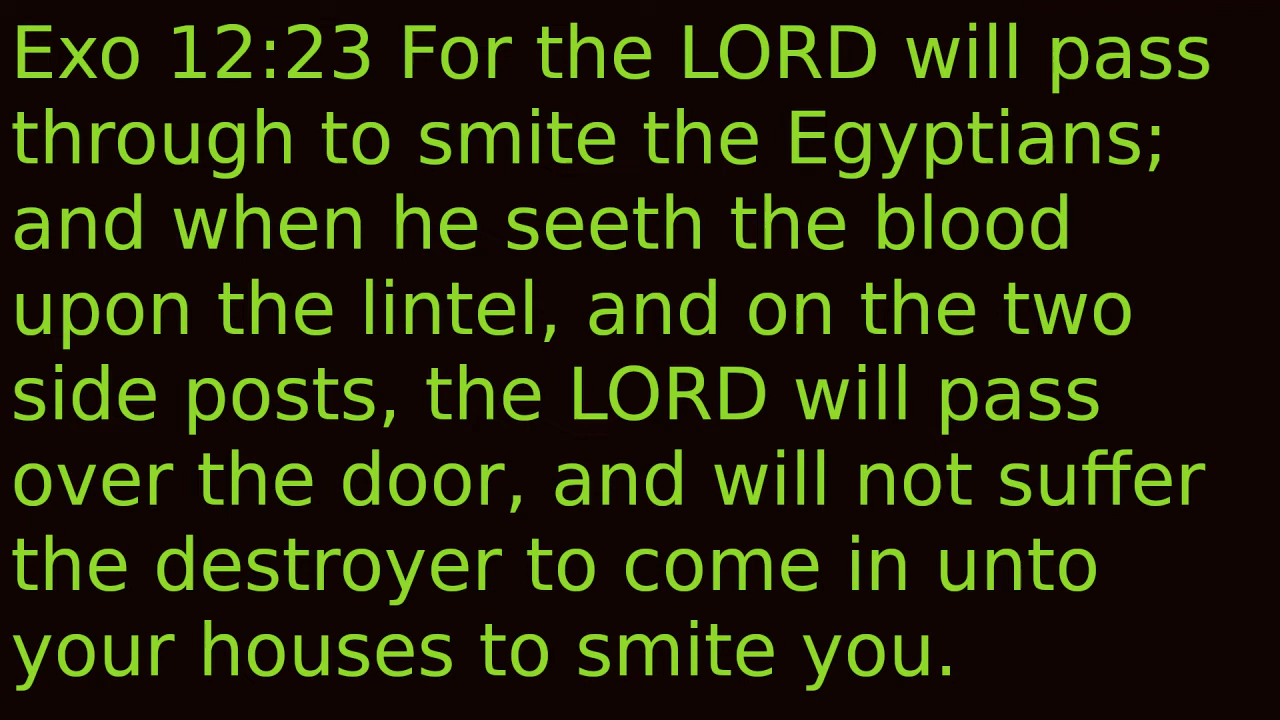 Exo 12:23 For the LORD will pass
through to smite the Egyptians;
and when he seeth the blood
upon the lintel, and on the two
side posts, the LORD will pass
over the door, and will not suffer
the destroyer to come in unto
your houses to smite you.